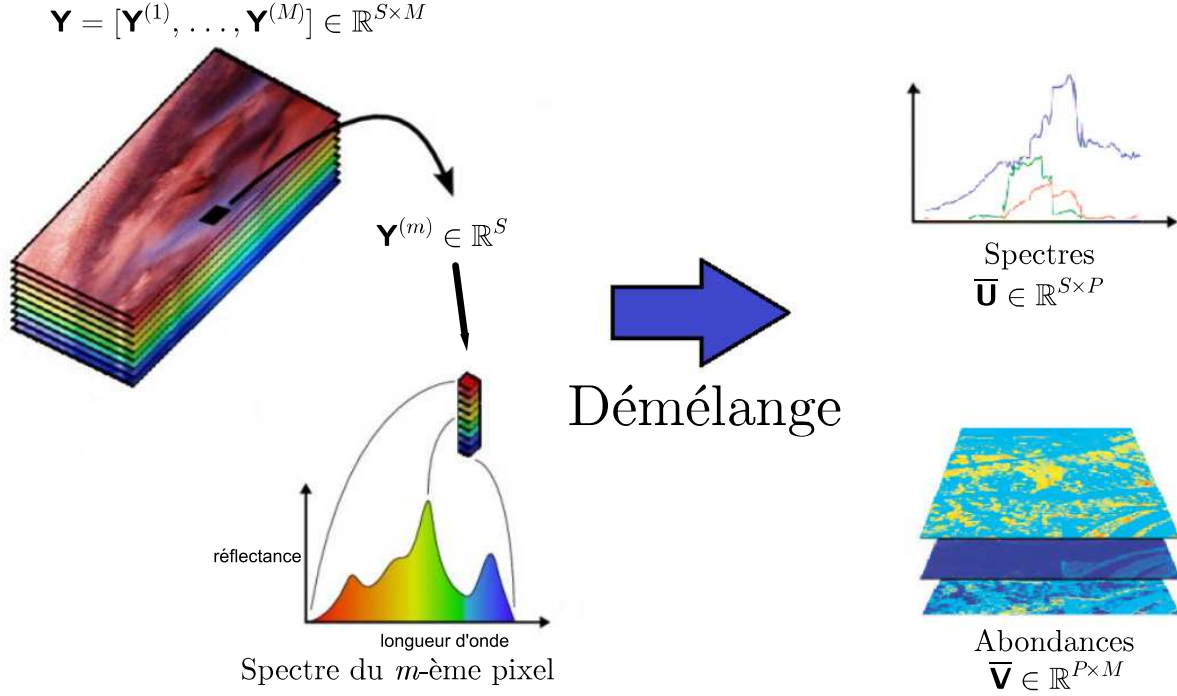 Y = [Y^(1), . . . , Y^(M)] ∈ ℝ^{S×M}
Y^(m) ∈ ℝ^S
réflectance
longueur d'onde
Spectre du m-ème pixel
Démélange
Spectres
U̅ ∈ ℝ^{S×P}
Abondances
V̅ ∈ ℝ^{P×M}